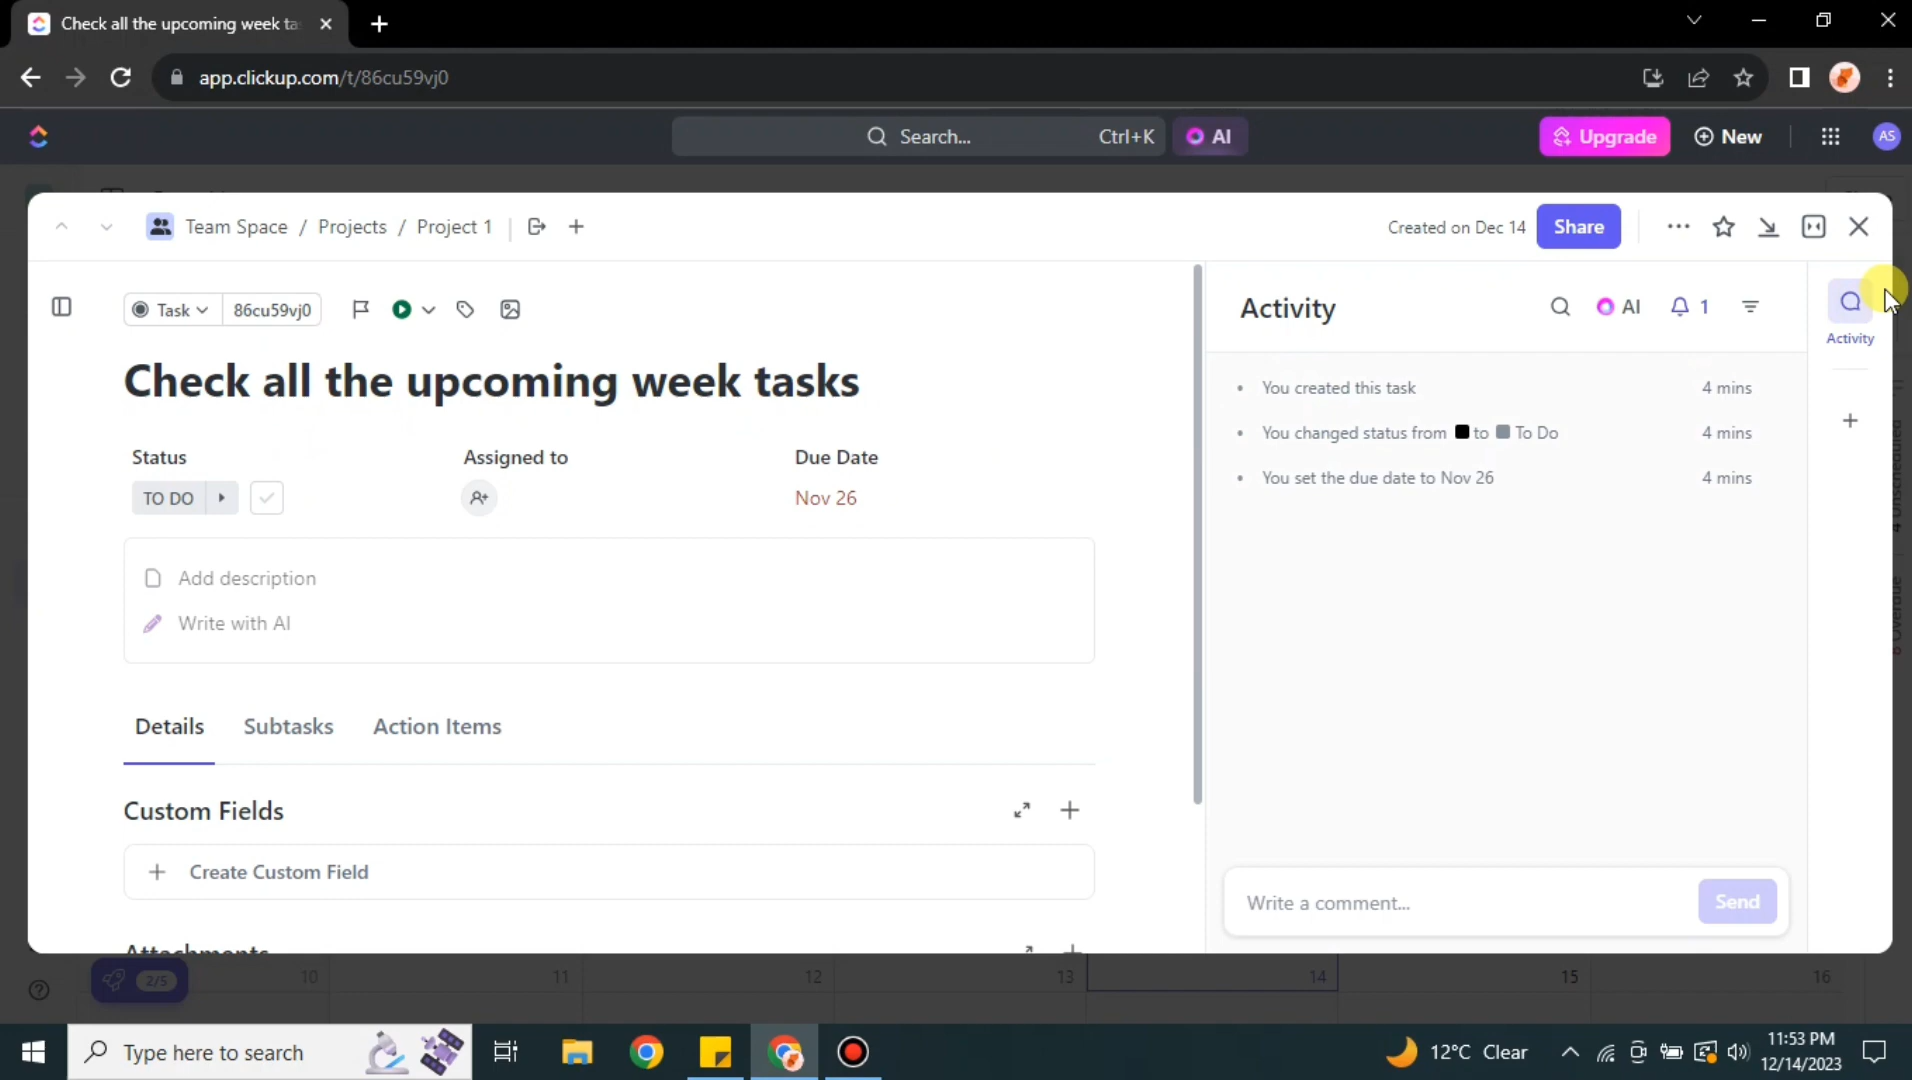 Check all the upcoming week ta
app.clickup.com/t/86cu59vj0
Search... Ctrl+K
AI
Upgrade
New
AS
Team Space / Projects / Project 1
Created on Dec 14
Share
Task
86cu59vj0
Check all the upcoming week tasks
Status
Assigned to
Due Date
TO DO
Nov 26
Add description
Write with AI
Details
Subtasks
Action Items
Custom Fields
Create Custom Field
Attachments
Activity
AI
1
You created this task 4 mins
You changed status from to To Do 4 mins
You set the due date to Nov 26 4 mins
Write a comment...
Send
Activity
4 Unscheduled
8 Overdue
2/5
10 11 12 13 14 15 16
Type here to search
12°C Clear
11:53 PM
12/14/2023